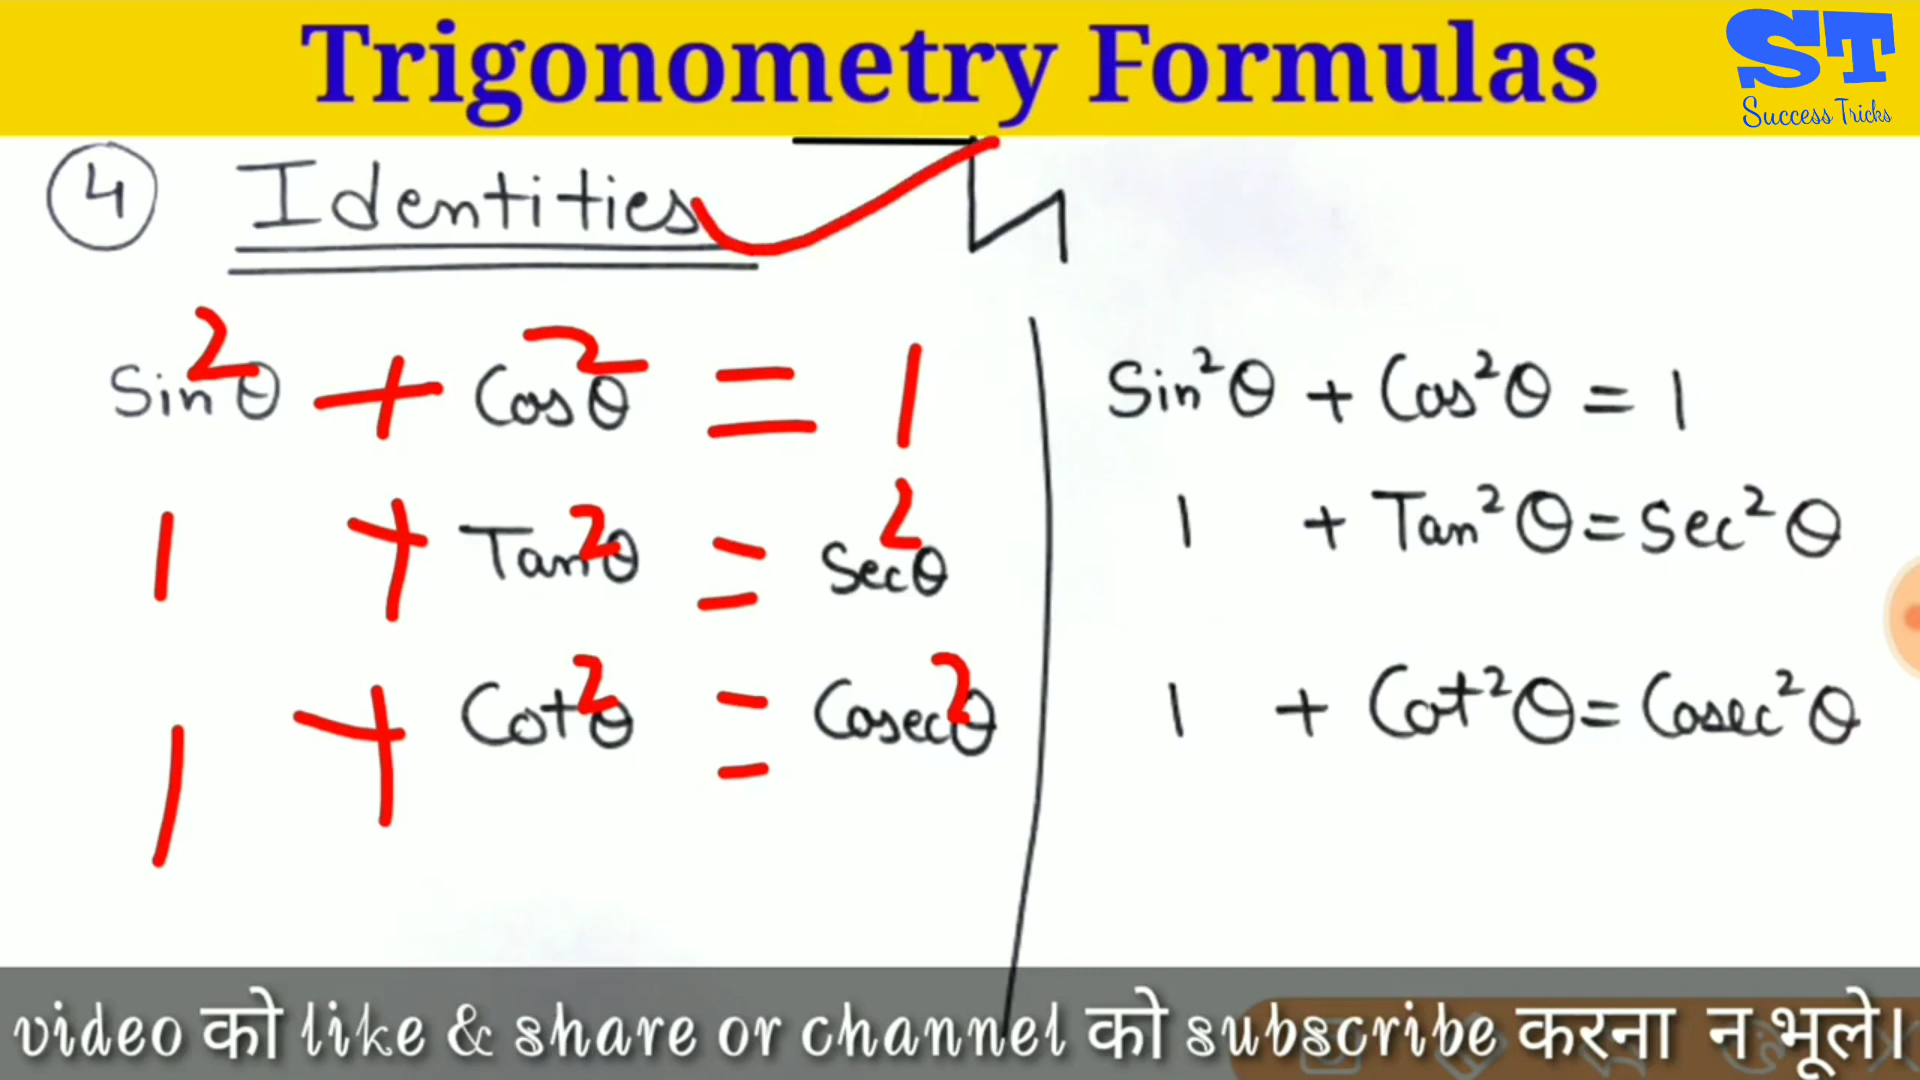 Trigonometry Formulas
ST
Success Tricks
4 Identities
Sin²θ + Cos²θ = 1
1 + Tan²θ = Secθ²
1 + Cot²θ = Cosec²θ
Sin²θ + Cos²θ = 1
1 + Tan²θ = Sec²θ
1 + Cot²θ = Cosec²θ
video को like & share or channel को subscribe करना न भूले।